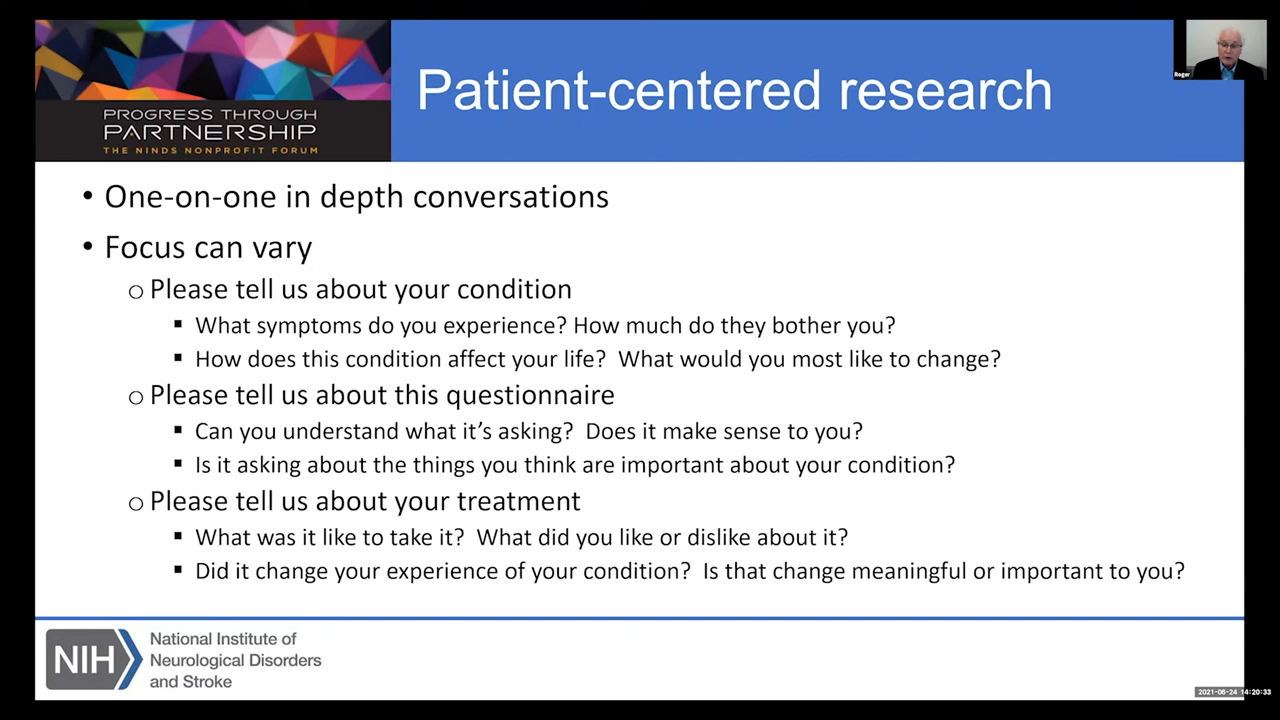 PROGRESS THROUGH
PARTNERSHIP
THE NINDS NONPROFIT FORUM
Patient-centered research
Roger
• One-on-one in depth conversations
• Focus can vary
o Please tell us about your condition
▪ What symptoms do you experience? How much do they bother you?
▪ How does this condition affect your life? What would you most like to change?
o Please tell us about this questionnaire
▪ Can you understand what it's asking? Does it make sense to you?
▪ Is it asking about the things you think are important about your condition?
o Please tell us about your treatment
▪ What was it like to take it? What did you like or dislike about it?
▪ Did it change your experience of your condition? Is that change meaningful or important to you?
NIH
National Institute of
Neurological Disorders
and Stroke
2021-06-24 14:20:33